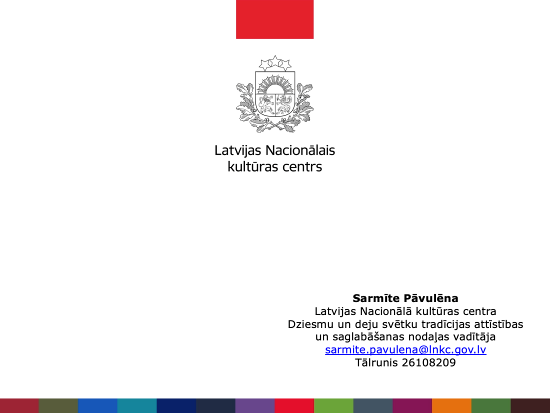 Latvijas Nacionālais
kultūras centrs
Sarmīte Pāvulēna
Latvijas Nacionālā kultūras centra
Dziesmu un deju svētku tradīcijas attīstības
un saglabāšanas nodaļas vadītāja
sarmite.pavulena@lnkc.gov.lv
Tālrunis 26108209